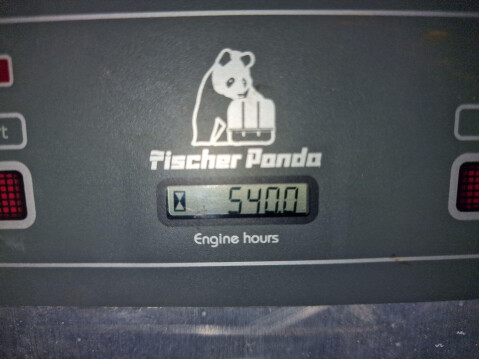 t
Fischer Panda
540.0
Engine hours